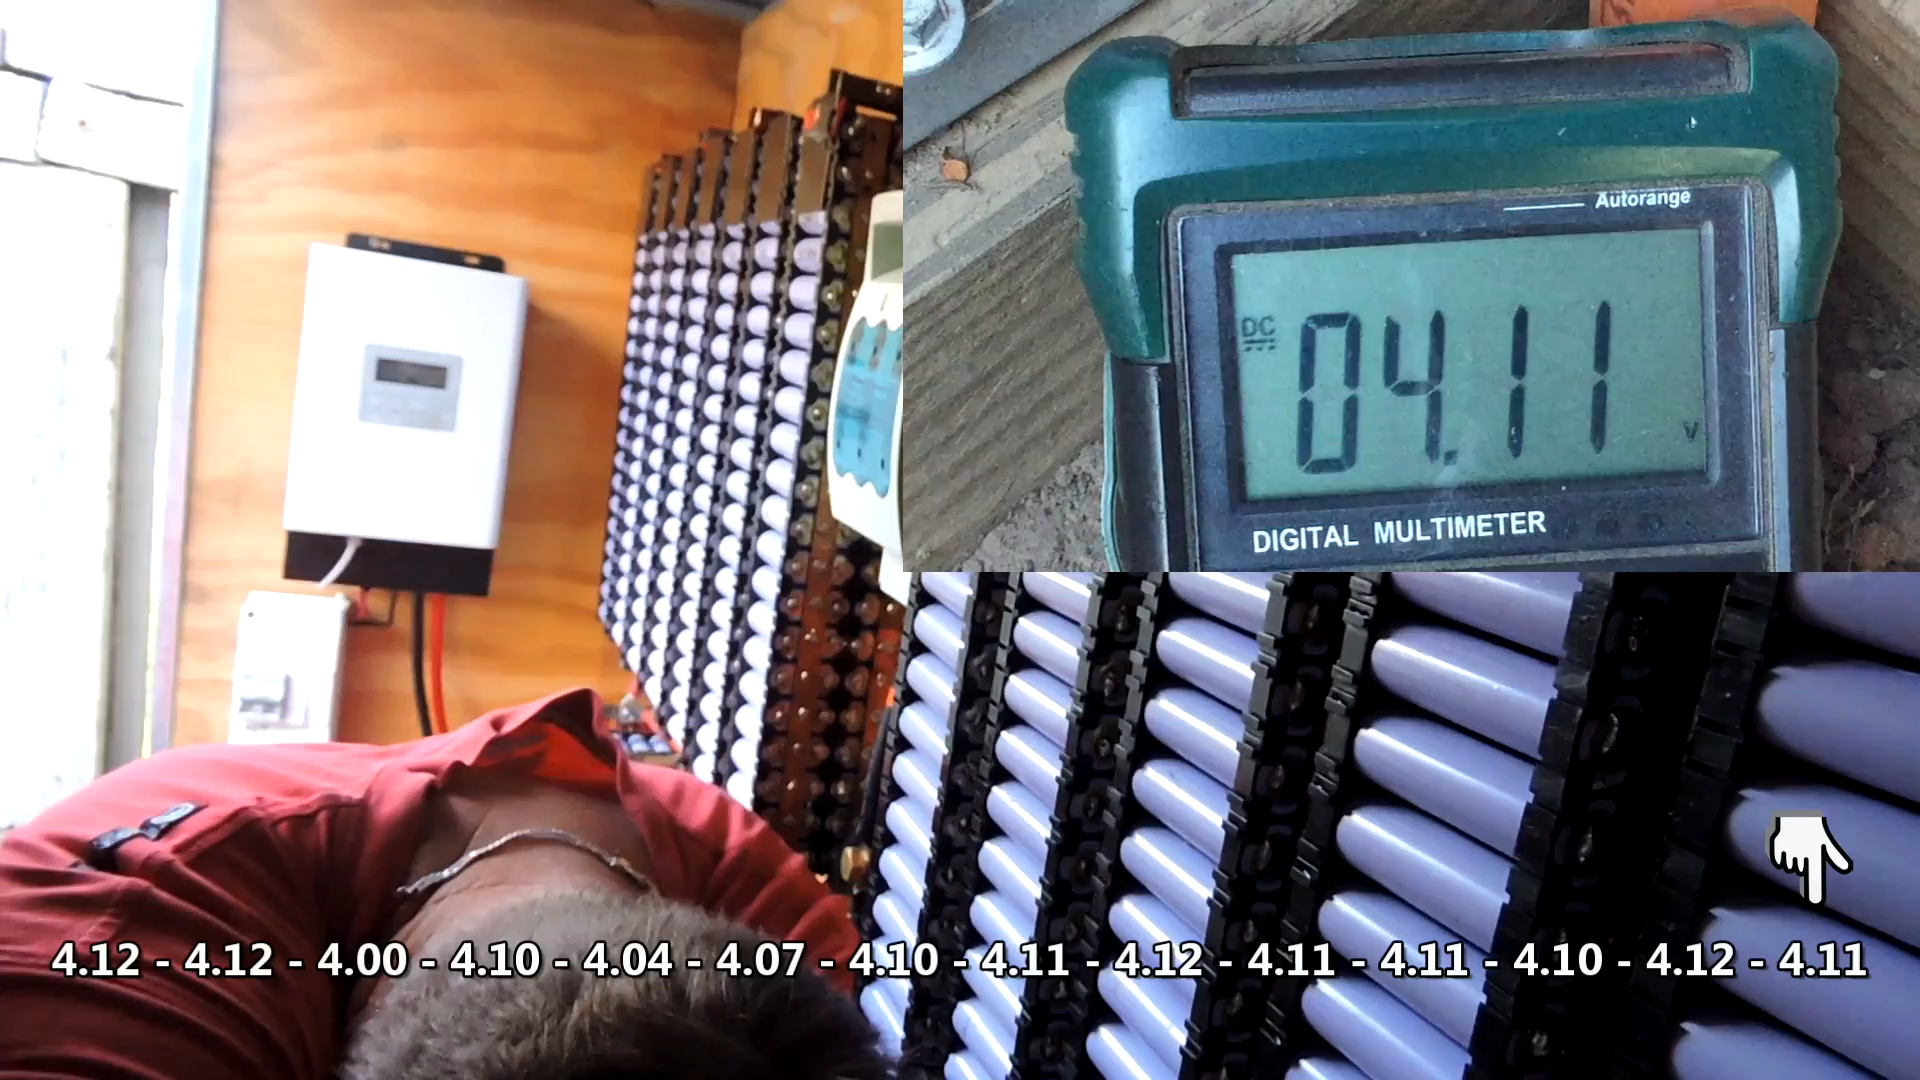 Autorange
DC
04.11
V
DIGITAL MULTIMETER
4.12 - 4.12 - 4.00 - 4.10 - 4.04 - 4.07 - 4.10 - 4.11 - 4.12 - 4.11 - 4.11 - 4.10 - 4.12 - 4.11